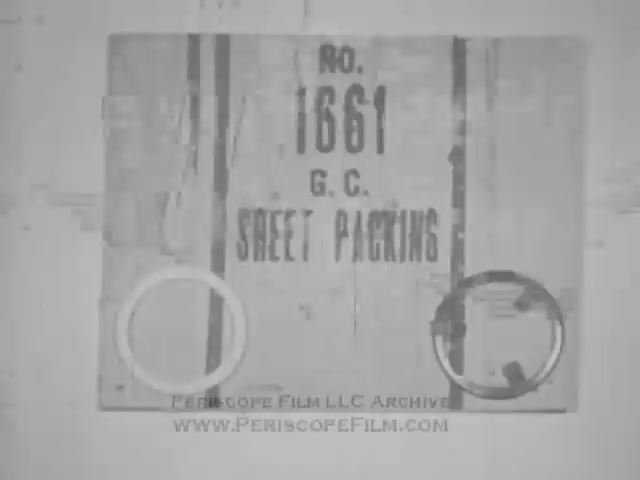 NO.
1661
G. C.
SHEET PACKING
PERISCOPE FILM LLC ARCHIVE
WWW.PERISCOPEFILM.COM